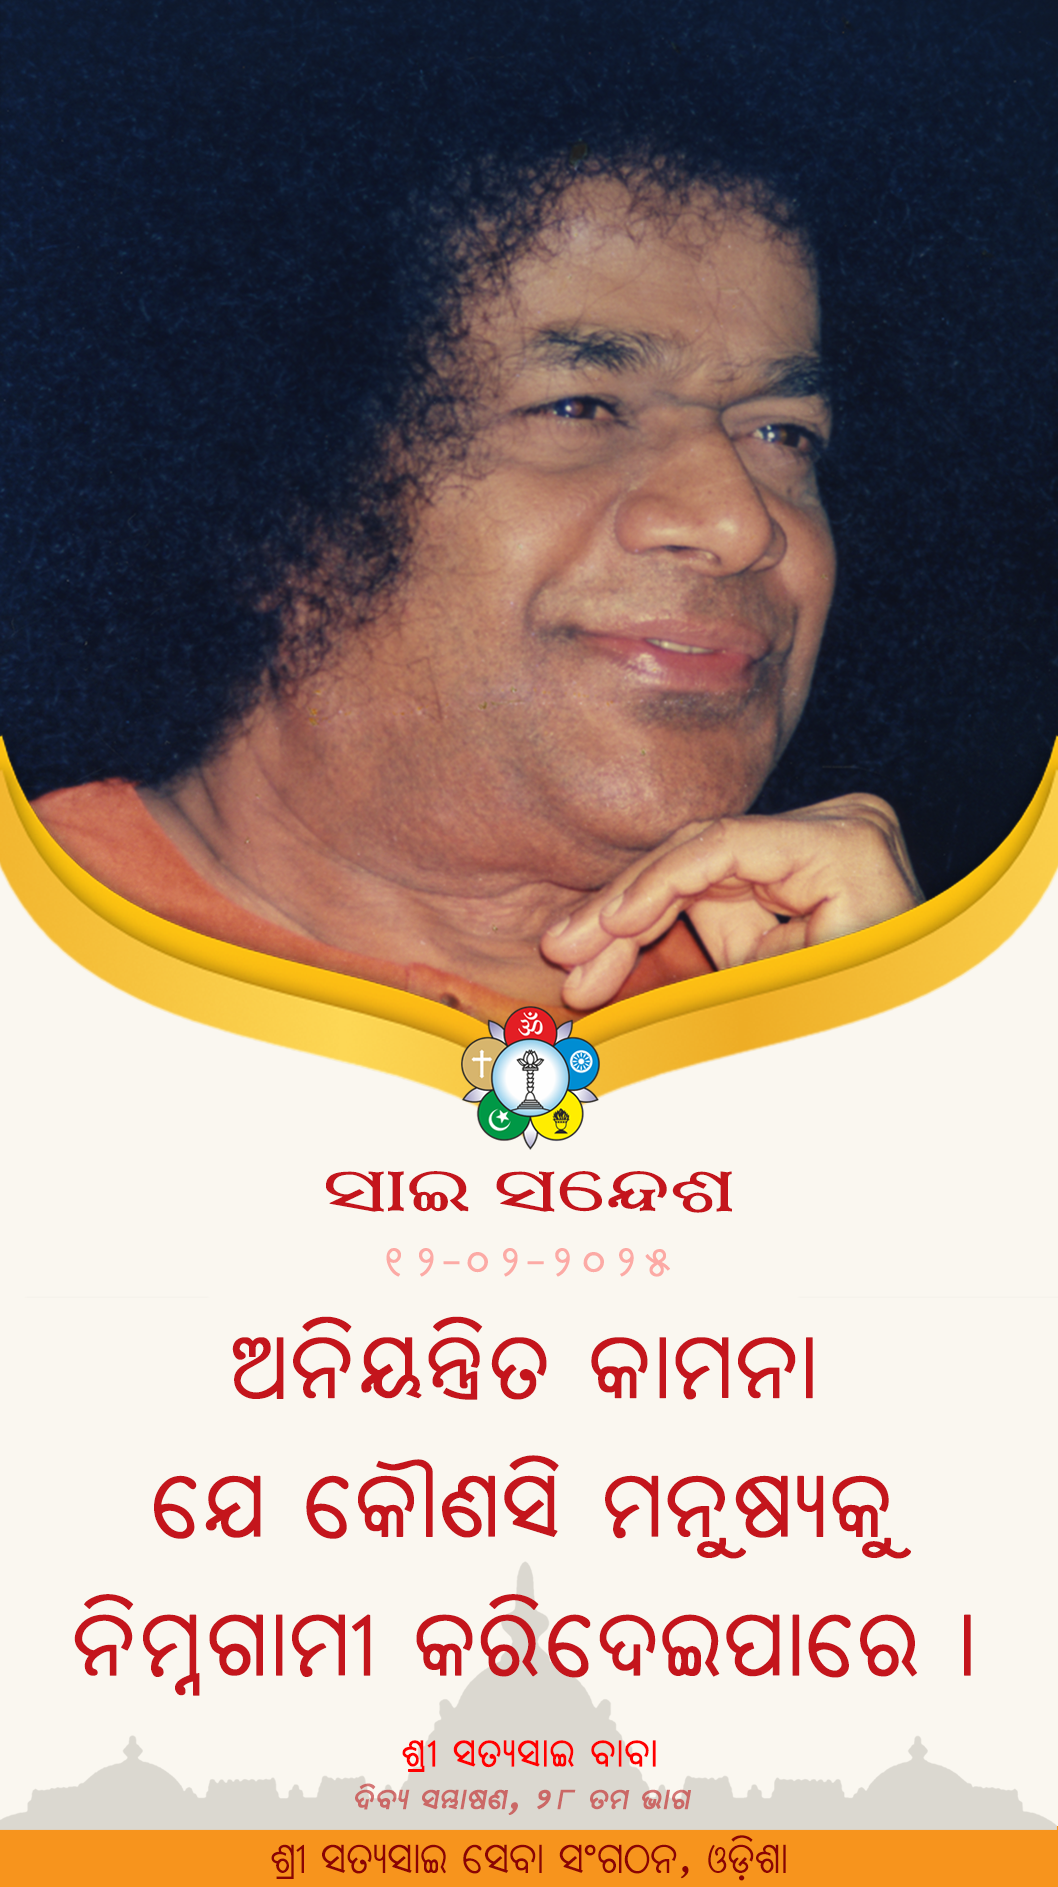 ॐ
ସାଇ ସନ୍ଦେଶ
୧୨-୦୨-୨୦୨୫
ଅନିୟନ୍ତ୍ରିତ କାମନା
ଯେ କୌଣସି ମନୁଷ୍ୟକୁ
ନିମ୍ନଗାମୀ କରିଦେଇପାରେ ।
ଶ୍ରୀ ସତ୍ୟସାଇ ବାବା
ଦିବ୍ୟ ସମ୍ଭାଷଣ, ୨୮ ତମ ଭାଗ
ଶ୍ରୀ ସତ୍ୟସାଇ ସେବା ସଂଗଠନ, ଓଡ଼ିଶା